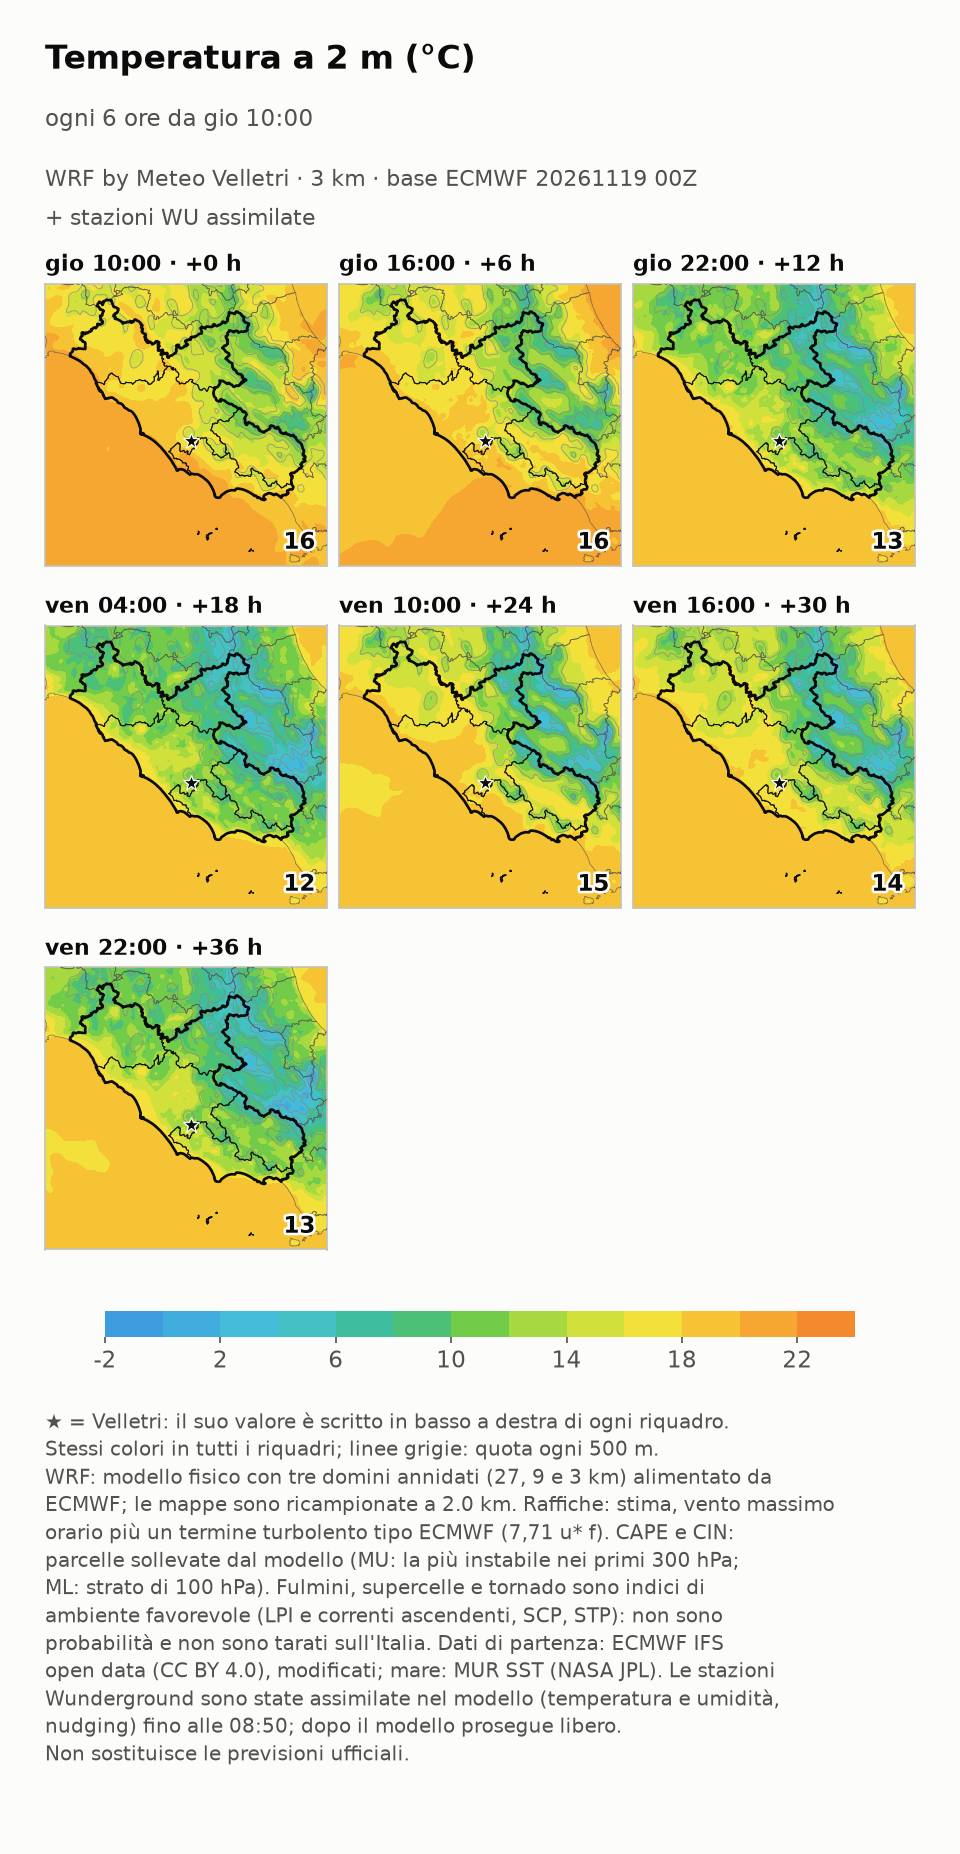 Temperatura a 2 m (°C)
ogni 6 ore da gio 10:00
WRF by Meteo Velletri · 3 km · base ECMWF 20261119 00Z
+ stazioni WU assimilate
gio 10:00 · +0 h
gio 16:00 · +6 h
gio 22:00 · +12 h
16
16
13
ven 04:00 · +18 h
ven 10:00 · +24 h
ven 16:00 · +30 h
12
15
14
ven 22:00 · +36 h
13
-2 2 6 10 14 18 22
★ = Velletri: il suo valore è scritto in basso a destra di ogni riquadro.
Stessi colori in tutti i riquadri; linee grigie: quota ogni 500 m.
WRF: modello fisico con tre domini annidati (27, 9 e 3 km) alimentato da
ECMWF; le mappe sono ricampionate a 2.0 km. Raffiche: stima, vento massimo
orario più un termine turbolento tipo ECMWF (7,71 u* f). CAPE e CIN:
parcelle sollevate dal modello (MU: la più instabile nei primi 300 hPa;
ML: strato di 100 hPa). Fulmini, supercelle e tornado sono indici di
ambiente favorevole (LPI e correnti ascendenti, SCP, STP): non sono
probabilità e non sono tarati sull'Italia. Dati di partenza: ECMWF IFS
open data (CC BY 4.0), modificati; mare: MUR SST (NASA JPL). Le stazioni
Wunderground sono state assimilate nel modello (temperatura e umidità,
nudging) fino alle 08:50; dopo il modello prosegue libero.
Non sostituisce le previsioni ufficiali.